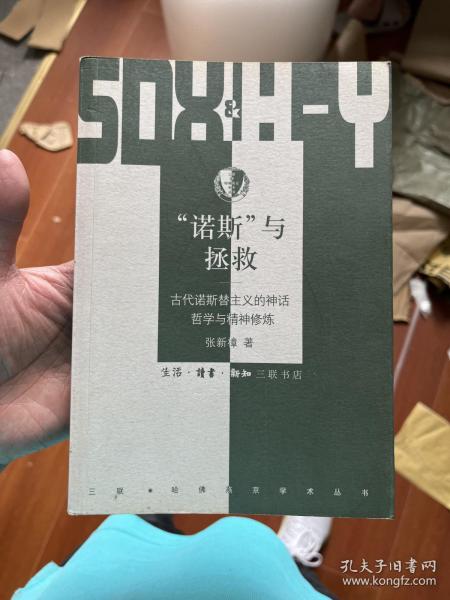 SDX&H-Y
“诺斯”与
拯救
古代诺斯替主义的神话
哲学与精神修炼
张新樟 著
生活·讀書·新知 三联书店
三联·哈佛燕京学术丛书
孔夫子旧书网
www.kongfz.com